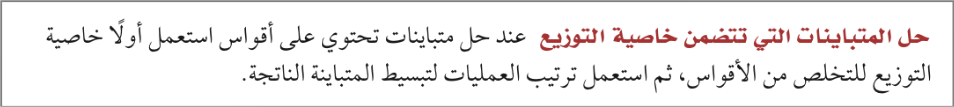 حل المتباينات التي تتضمن خاصية التوزيع عند حل متباينات تحتوي على أقواس استعمل أولًا خاصية
التوزيع للتخلص من الأقواس، ثم استعمل ترتيب العمليات لتبسيط المتباينة الناتجة.